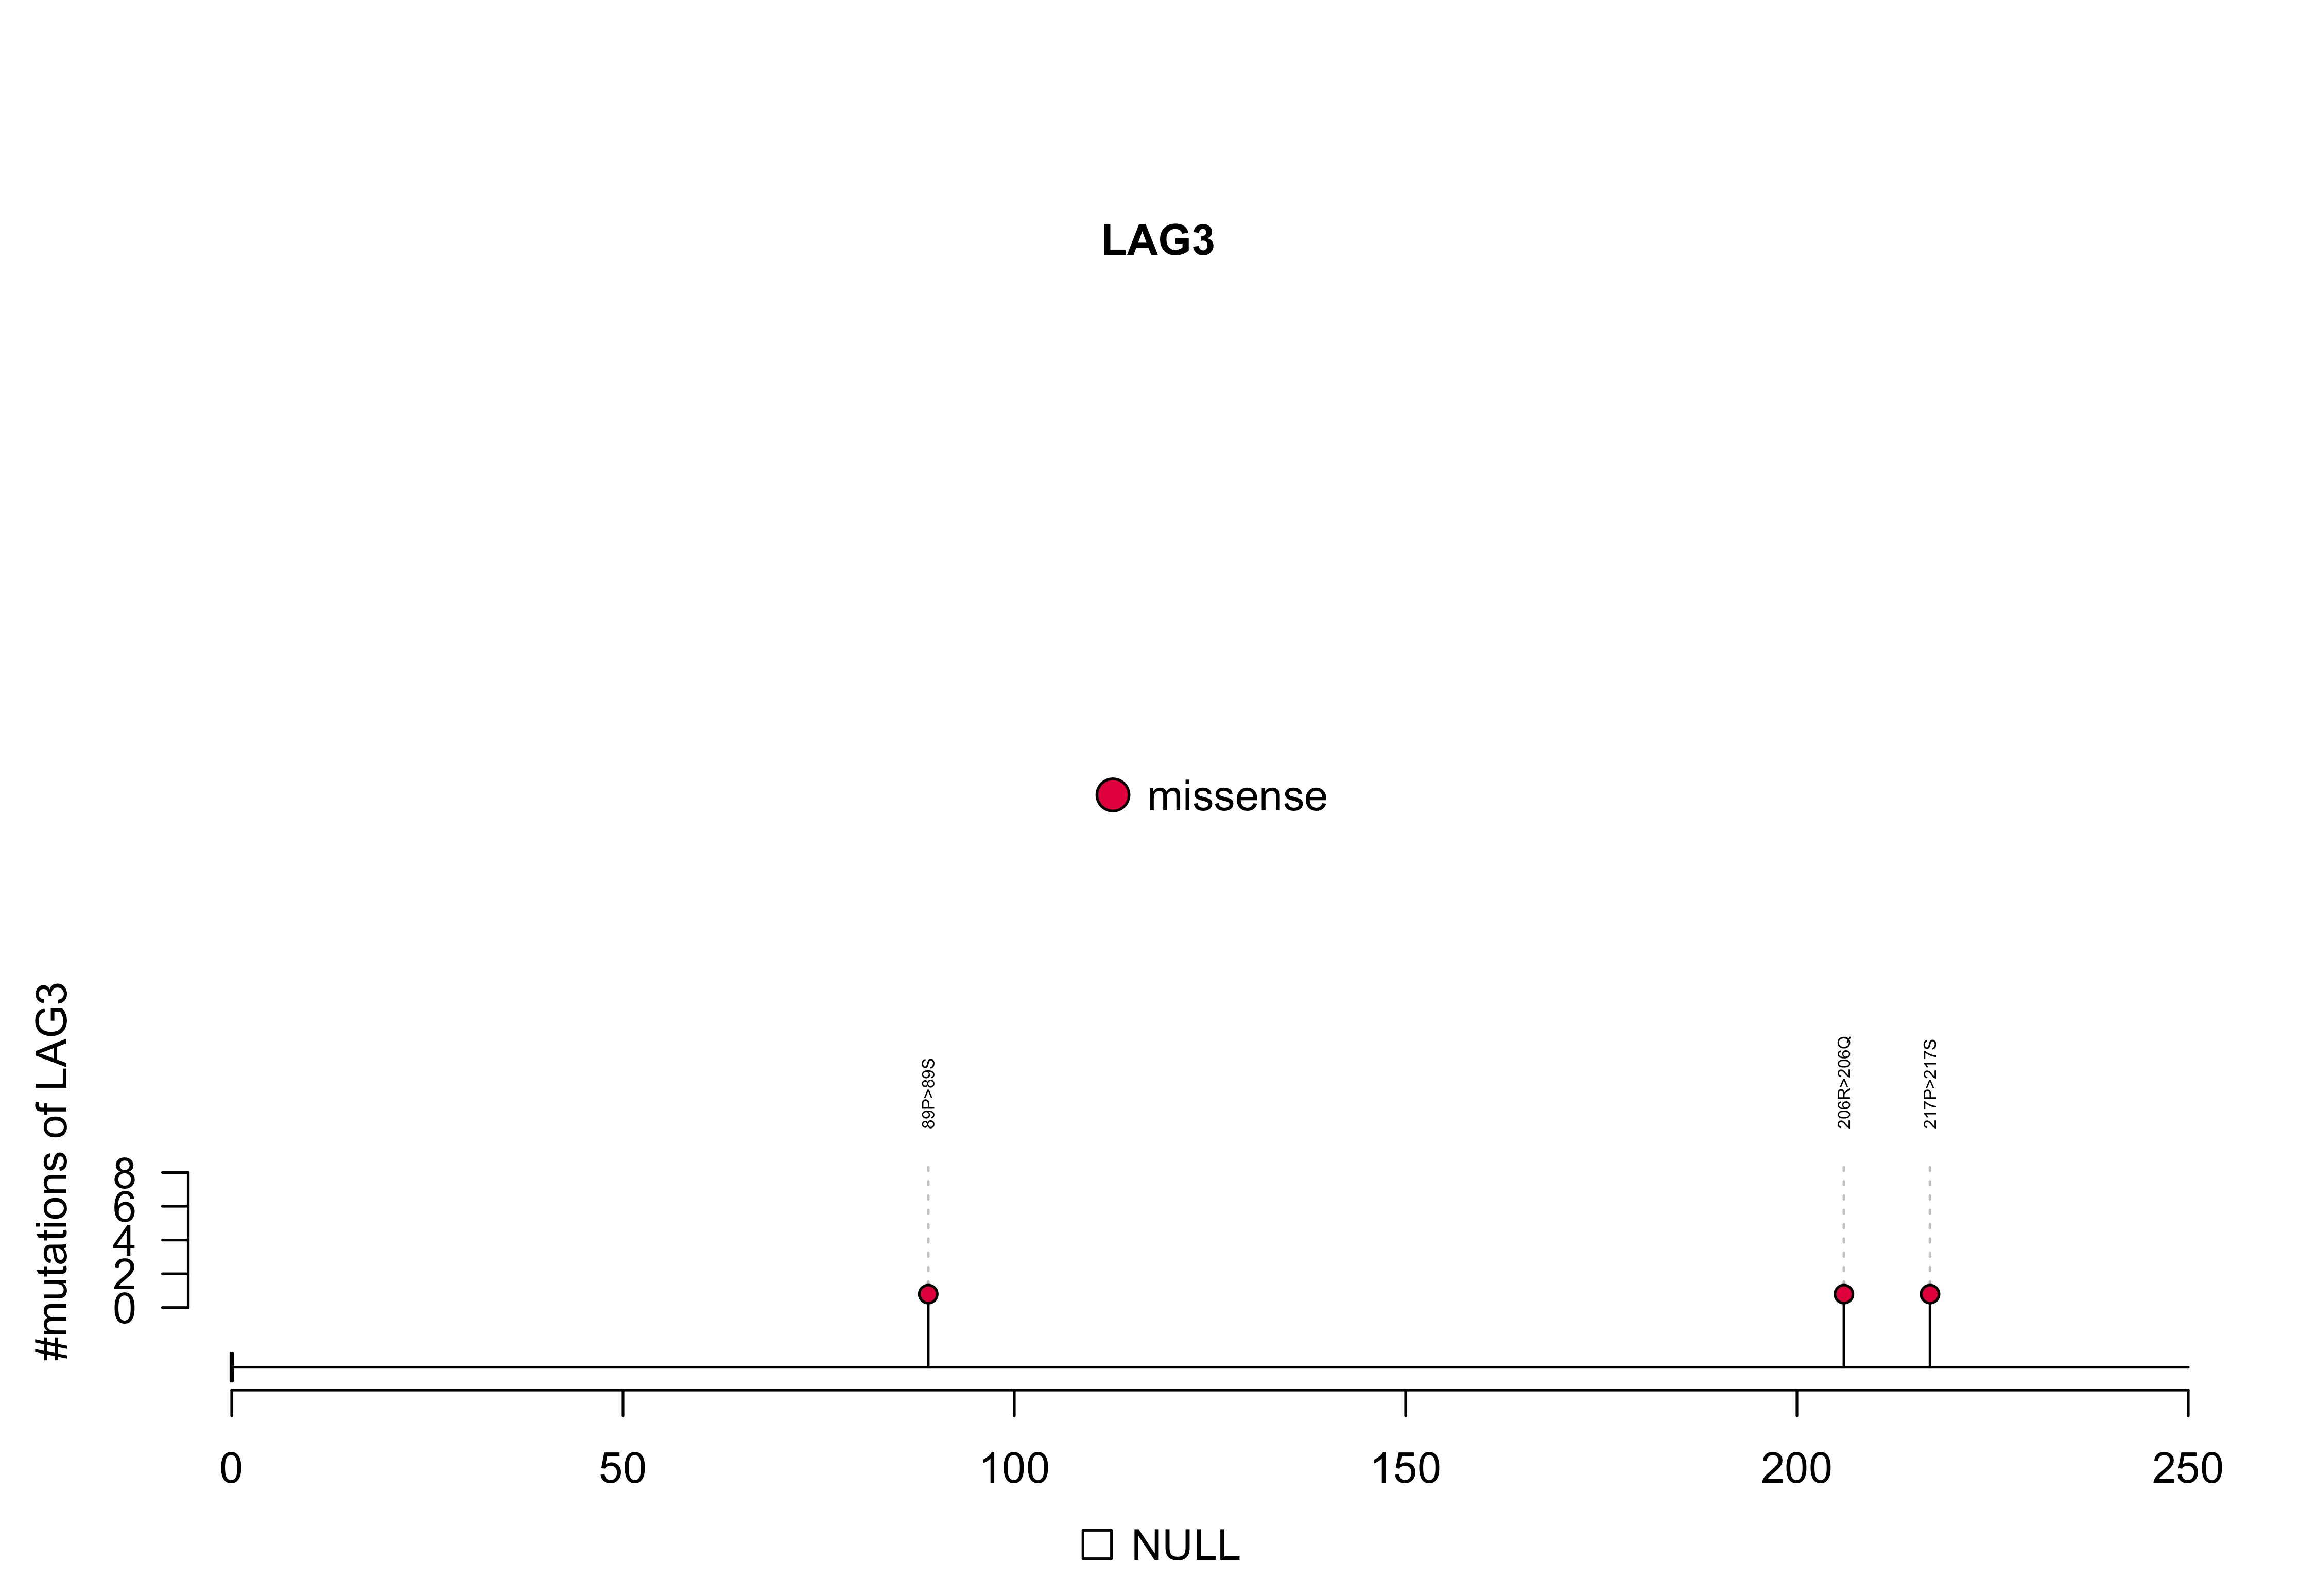 LAG3
missense
#mutations of LAG3
89P>89S
206R>206Q
217P>217S
8
6
4
2
0
0 50 100 150 200 250
NULL